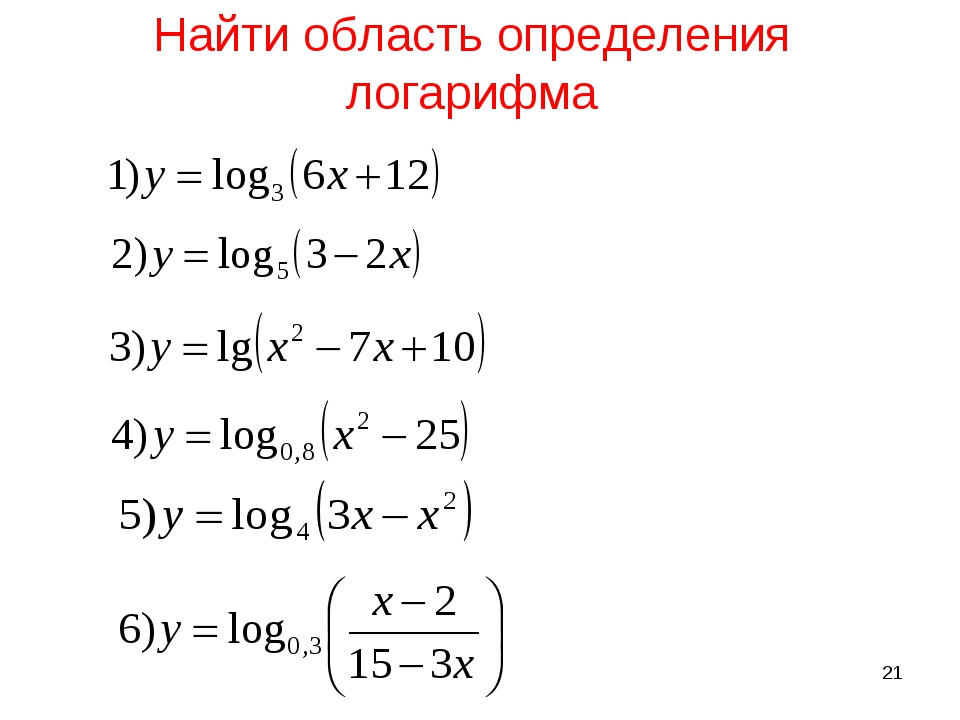 Найти область определения
логарифма
1) y = log₃(6x + 12)
2) y = log₅(3 − 2x)
3) y = lg(x² − 7x + 10)
4) y = log₀,₈(x² − 25)
5) y = log₄(3x − x²)
6) y = log₀,₃((x − 2)/(15 − 3x))
21